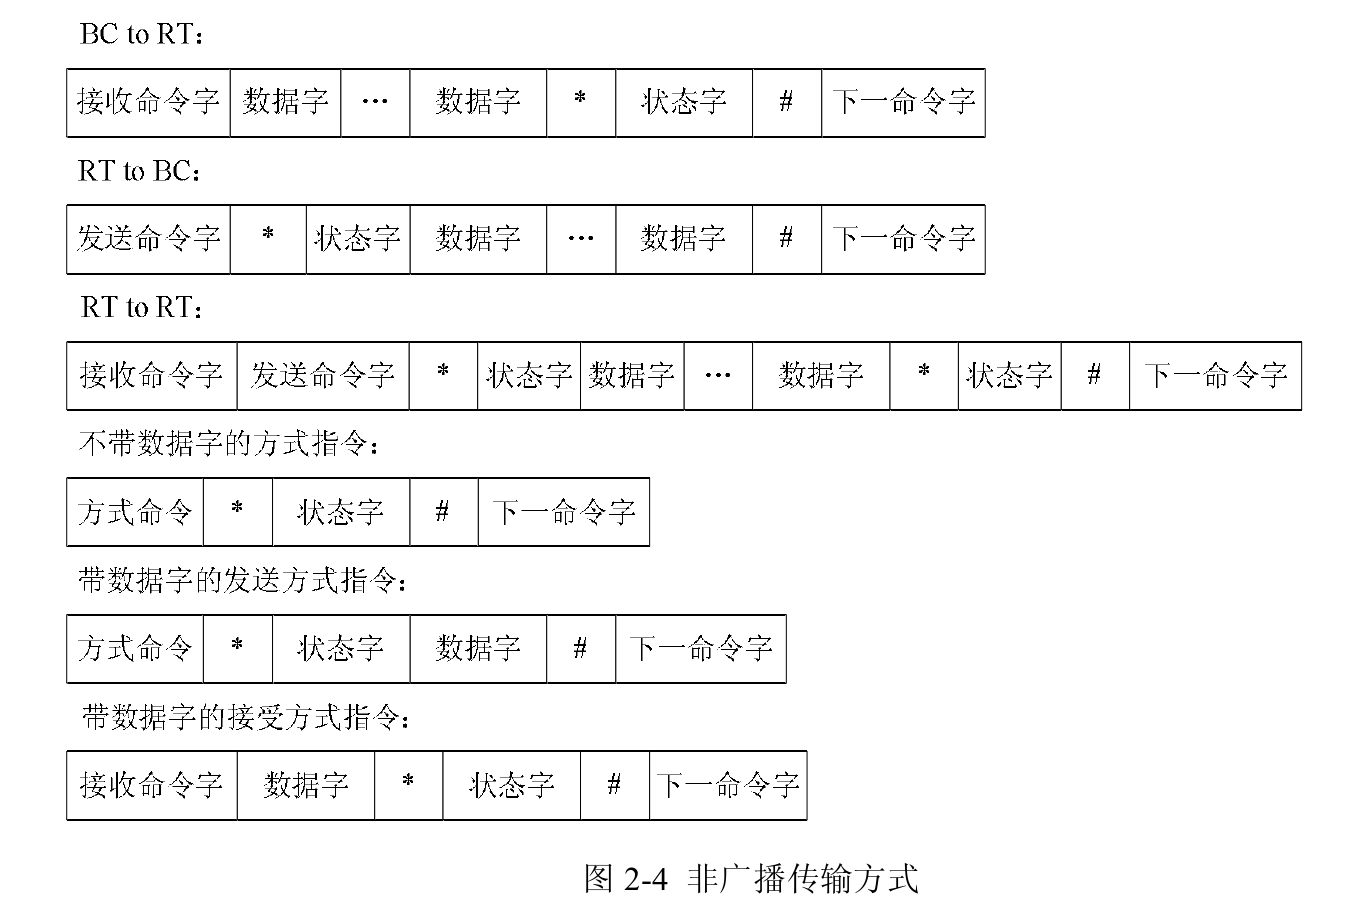 BC to RT：
接收命令字 数据字 … 数据字 * 状态字 # 下一命令字
RT to BC：
发送命令字 * 状态字 数据字 … 数据字 # 下一命令字
RT to RT：
接收命令字 发送命令字 * 状态字 数据字 … 数据字 * 状态字 # 下一命令字
不带数据字的方式指令：
方式命令 * 状态字 # 下一命令字
带数据字的发送方式指令：
方式命令 * 状态字 数据字 # 下一命令字
带数据字的接受方式指令：
接收命令字 数据字 * 状态字 # 下一命令字
图 2-4 非广播传输方式